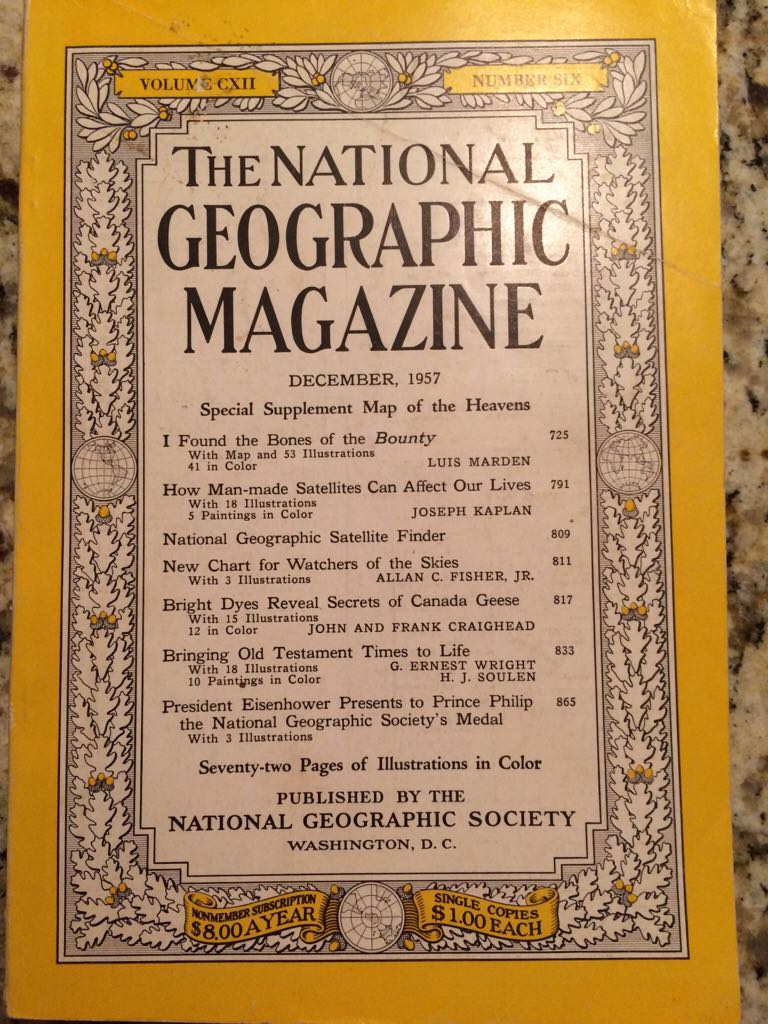 VOLUME CXII
NUMBER SIX
THE NATIONAL
GEOGRAPHIC
MAGAZINE
DECEMBER, 1957
Special Supplement Map of the Heavens
I Found the Bones of the Bounty 725
With Map and 53 Illustrations
41 in Color LUIS MARDEN
How Man-made Satellites Can Affect Our Lives 791
With 18 Illustrations
5 Paintings in Color JOSEPH KAPLAN
National Geographic Satellite Finder 809
New Chart for Watchers of the Skies 811
With 3 Illustrations ALLAN C. FISHER, JR.
Bright Dyes Reveal Secrets of Canada Geese 817
With 15 Illustrations
12 in Color JOHN AND FRANK CRAIGHEAD
Bringing Old Testament Times to Life 833
With 18 Illustrations G. ERNEST WRIGHT
10 Paintings in Color H. J. SOULEN
President Eisenhower Presents to Prince Philip 865
the National Geographic Society's Medal
With 3 Illustrations
Seventy-two Pages of Illustrations in Color
PUBLISHED BY THE
NATIONAL GEOGRAPHIC SOCIETY
WASHINGTON, D. C.
NONMEMBER SUBSCRIPTION
$8.00 A YEAR
SINGLE COPIES
$1.00 EACH